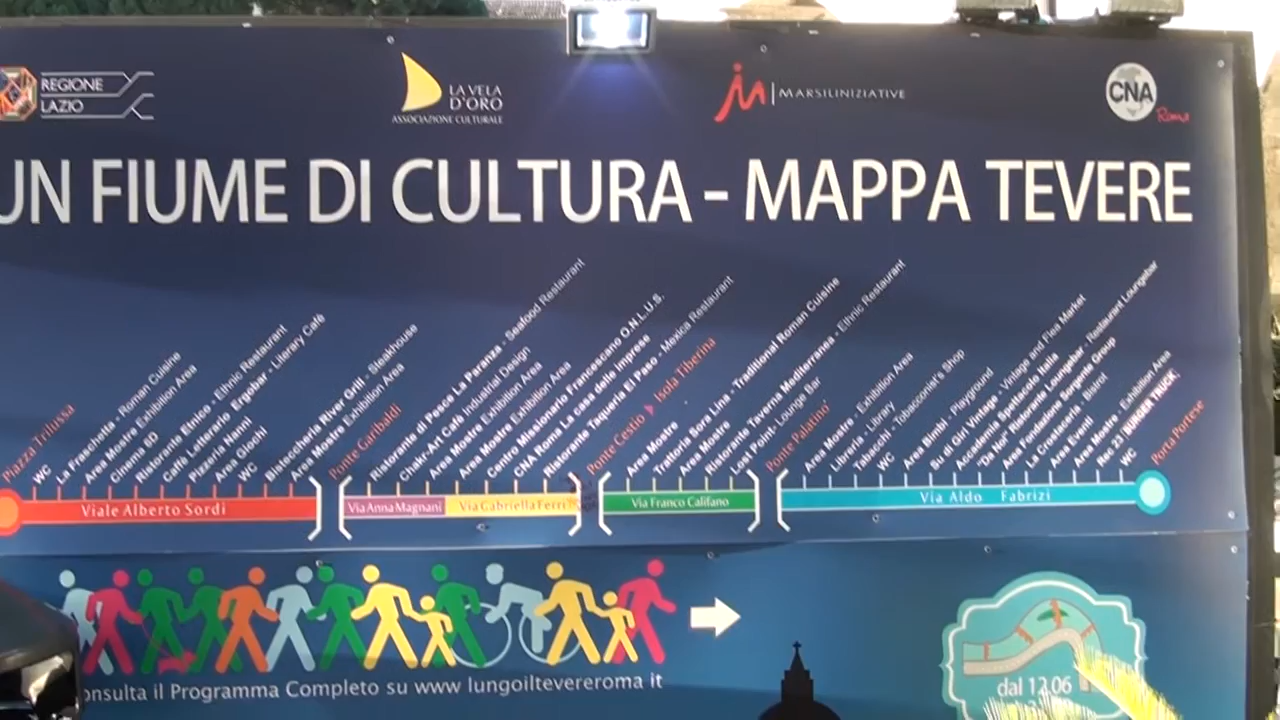 REGIONE
LAZIO
LA VELA
D'ORO
ASSOCIAZIONE CULTURALE
MARSILINIZIATIVE
CNA
Roma
UN FIUME DI CULTURA - MAPPA TEVERE
Piazza Trilussa
WC
La Fraschetta - Roman Cuisine
Area Mostre Exhibition Area
Cinema 6D
Ristorante Etnico - Ethnic Restaurant
Caffè Letterario Ergobar - Literary Cafè
Pizzeria Nanni
Area Giochi
WC
Bisteccheria River Grill - Steakhouse
Area Mostre Exhibition Area
Ponte Garibaldi
Ristorante di Pesce La Paranza - Seafood Restaurant
Chakr-Art Cafè Industrial Design
Area Mostre Exhibition Area
Area Mostre Exhibition Area
Centro Missionario Francescano O.N.L.U.S.
CNA Roma La casa delle Imprese
Ristorante Taqueria El Paso - Mexica Restaurant
Ponte Cestio Isola Tiberina
Area Mostre
Trattoria Sora Lina - Traditional Roman Cuisine
Area Mostre
Ristorante Taverna Mediterranea - Ethnic Restaurant
Lost Point- Lounge Bar
Ponte Palatino
Area Mostre - Exhibition Area
Libreria - Library
Tabacchi - Tobacconers Shop
WC
Area Bimbi - Playground
Su di Giri Vintage - Vintage and Flea Market
Accademia Spettacolo Italia
"Da Noi" Ristorante Loungebar - Restaurant Loungebar
Area Fondazione Sorgente Group
La Crosceria - Bistrot
Area Eventi
Area Mostre - Exhibition Area
Rec 23 "BURGER TRUCK"
WC
Porta Portese
Viale Alberto Sordi
Via Anna Magnani
Via Gabriella Ferri
Via Franco Califano
Via Aldo Fabrizi
onsulta il Programma Completo su www lungoiltevereroma it
dal 12.06